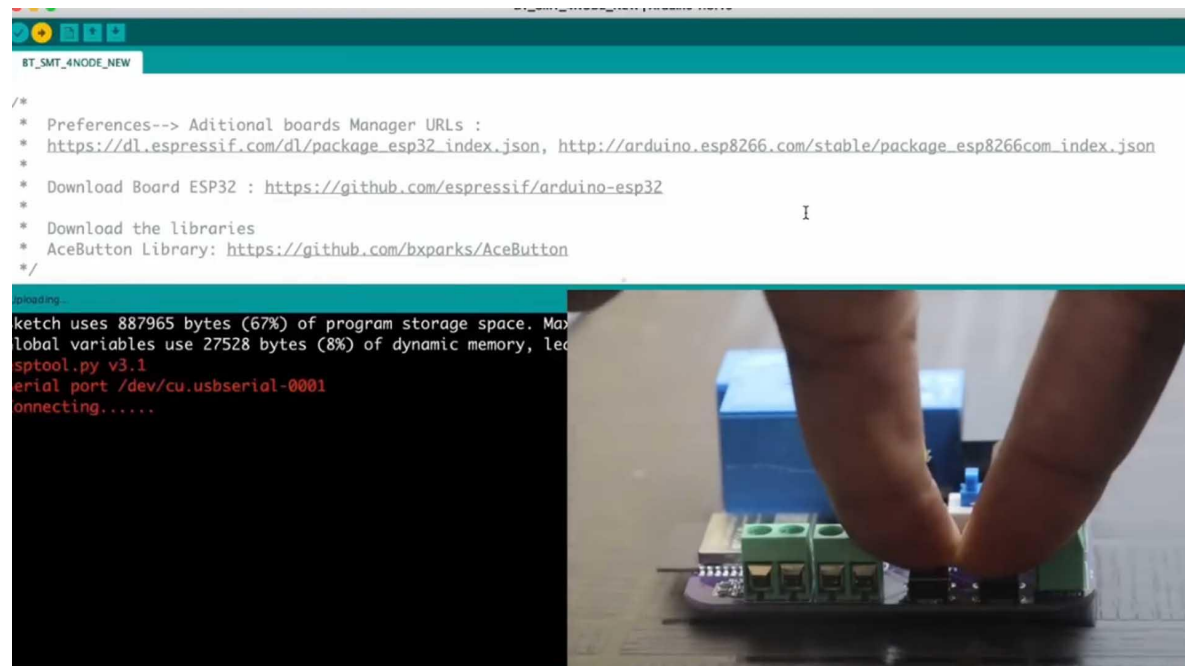 BT_SMT_4NODE_NEW
/*
* Preferences--> Aditional boards Manager URLs :
* https://dl.espressif.com/dl/package_esp32_index.json, http://arduino.esp8266.com/stable/package_esp8266com_index.json
*
* Download Board ESP32 : https://github.com/espressif/arduino-esp32
*
* Download the libraries
* AceButton Library: https://github.com/bxparks/AceButton
*/
ploading...
ketch uses 887965 bytes (67%) of program storage space. Max
lobal variables use 27528 bytes (8%) of dynamic memory, lea
sptool.py v3.1
erial port /dev/cu.usbserial-0001
onnecting......